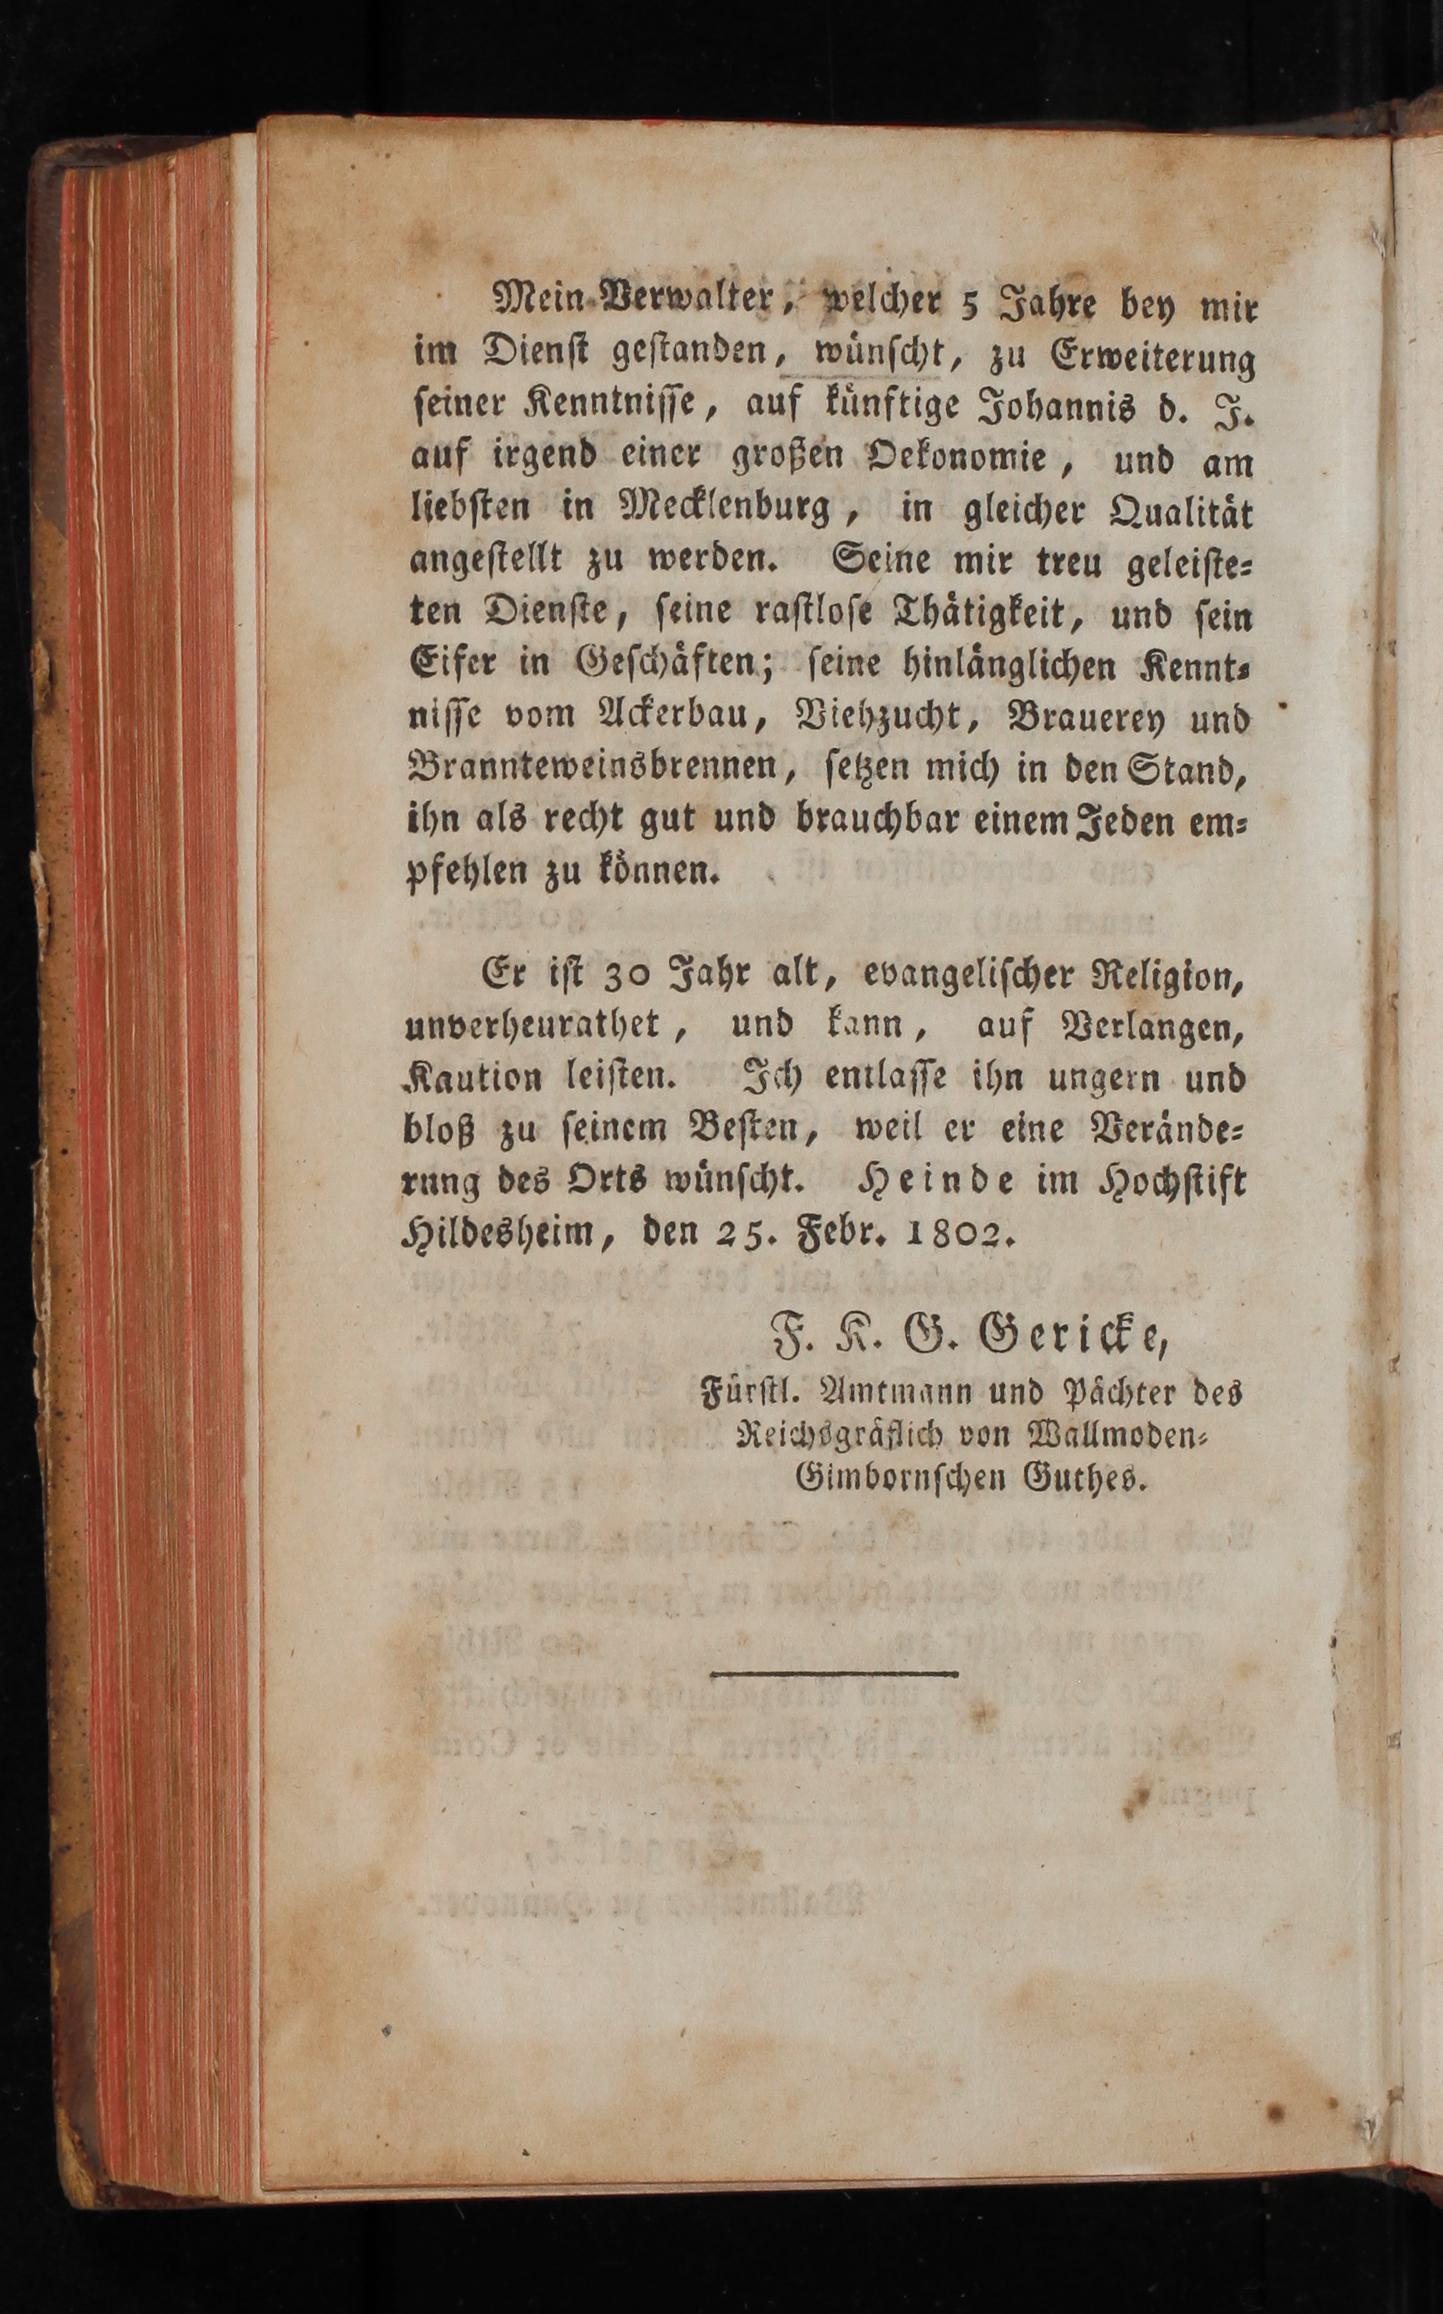 Mein Verwalter, welcher 5 Jahre bey mir
im Dienst gestanden, wünscht, zu Erweiterung
seiner Kenntnisse, auf künftige Johannis d. J.
auf irgend einer großen Oekonomie, und am
liebsten in Mecklenburg, in gleicher Qualität
angestellt zu werden. Seine mir treu geleiste-
ten Dienste, seine rastlose Thätigkeit, und sein
Eifer in Geschäften; seine hinlänglichen Kennt-
nisse vom Ackerbau, Viehzucht, Brauerey und
Brannteweinsbrennen, setzen mich in den Stand,
ihn als recht gut und brauchbar einem Jeden em-
pfehlen zu können.
Er ist 30 Jahr alt, evangelischer Religion,
unverheurathet, und kann, auf Verlangen,
Kaution leisten. Ich entlasse ihn ungern und
bloß zu seinem Besten, weil er eine Verände-
rung des Orts wünscht. Heinde im Hochstift
Hildesheim, den 25. Febr. 1802.
F. K. G. Gericke,
Fürstl. Amtmann und Pächter des
Reichsgräflich von Wallmoden-
Gimbornschen Guthes.